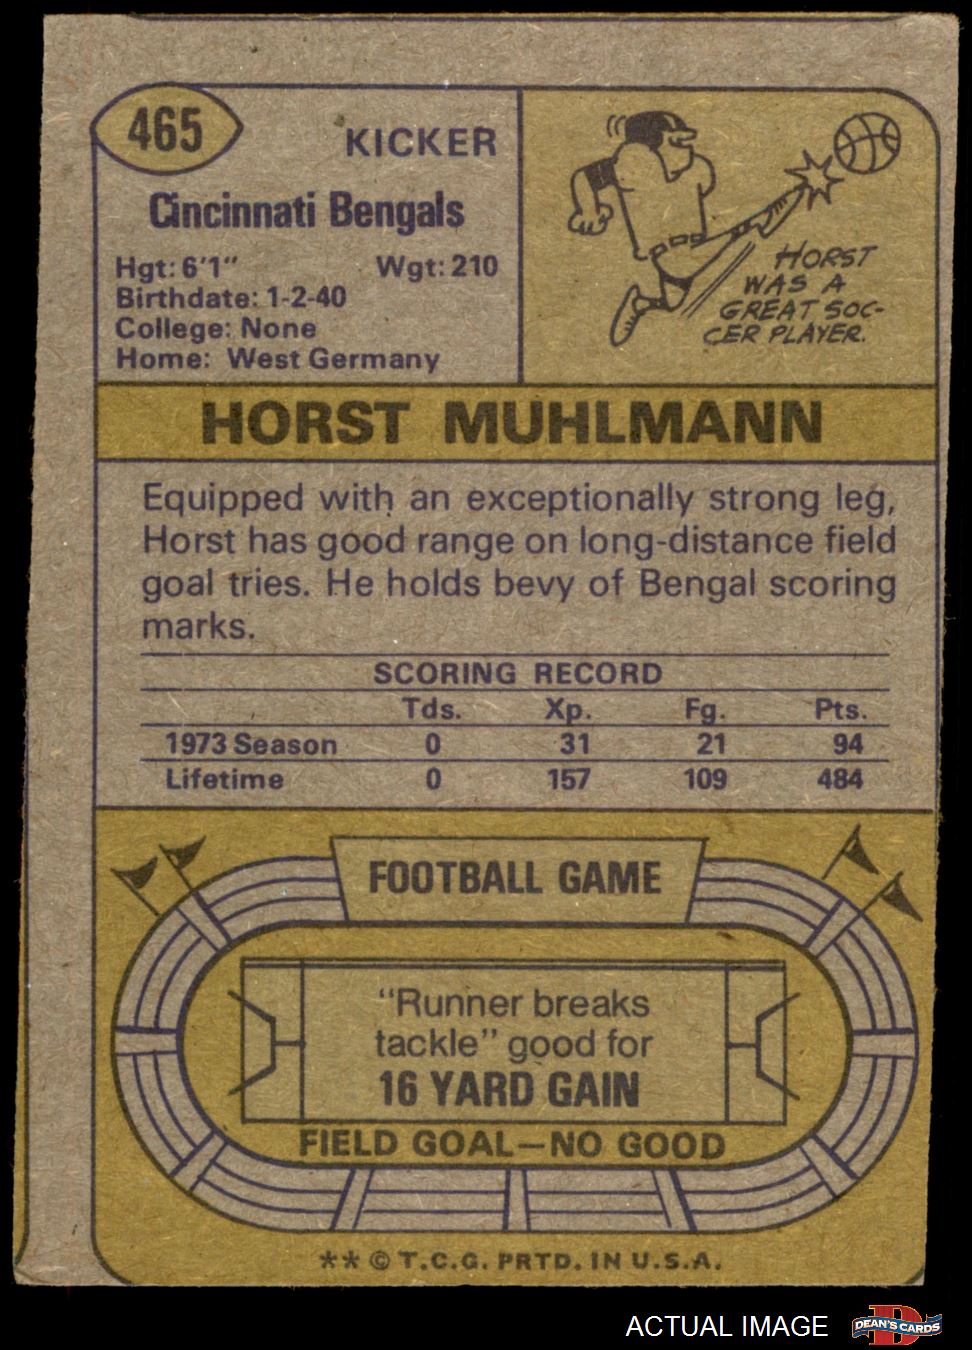 465
KICKER
Cincinnati Bengals
Hgt: 6'1" Wgt: 210
Birthdate: 1-2-40
College: None
Home: West Germany
HORST
WAS A
GREAT SOC-
CER PLAYER.
HORST MUHLMANN
Equipped with an exceptionally strong leg,
Horst has good range on long-distance field
goal tries. He holds bevy of Bengal scoring
marks.
SCORING RECORD
Tds. Xp. Fg. Pts.
1973 Season 0 31 21 94
Lifetime 0 157 109 484
FOOTBALL GAME
"Runner breaks
tackle" good for
16 YARD GAIN
FIELD GOAL—NO GOOD
** © T.C.G. PRTD. IN U.S.A.
ACTUAL IMAGE
D
DEAN'S CARDS